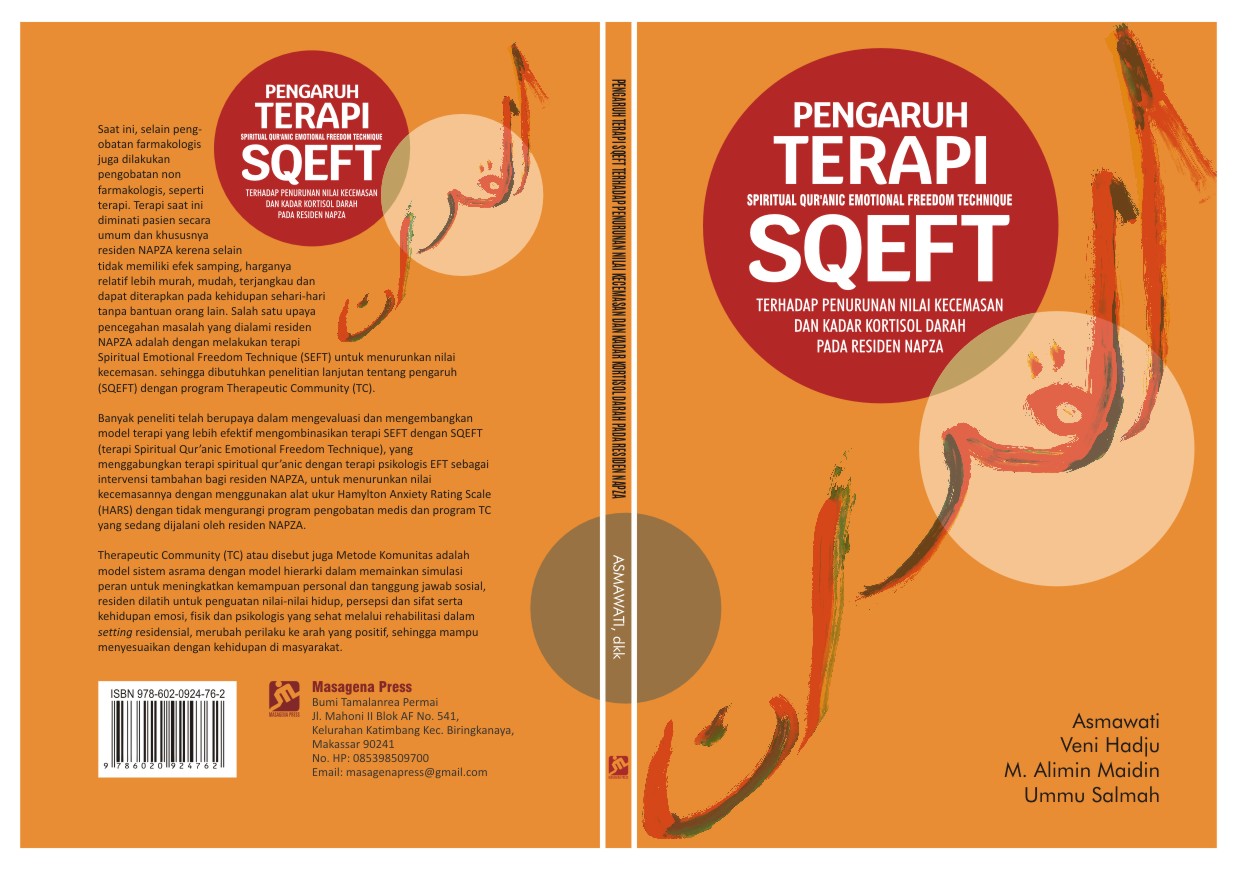 Saat ini, selain peng-
obatan farmakologis
juga dilakukan
pengobatan non
farmakologis, seperti
terapi. Terapi saat ini
diminati pasien secara
umum dan khususnya
residen NAPZA kerena selain
tidak memiliki efek samping, harganya
relatif lebih murah, mudah, terjangkau dan
dapat diterapkan pada kehidupan sehari-hari
tanpa bantuan orang lain. Salah satu upaya
pencegahan masalah yang dialami residen
NAPZA adalah dengan melakukan terapi
Spiritual Emotional Freedom Technique (SEFT) untuk menurunkan nilai
kecemasan. sehingga dibutuhkan penelitian lanjutan tentang pengaruh
(SQEFT) dengan program Therapeutic Community (TC).
Banyak peneliti telah berupaya dalam mengevaluasi dan mengembangkan
model terapi yang lebih efektif mengombinasikan terapi SEFT dengan SQEFT
(terapi Spiritual Qur’anic Emotional Freedom Technique), yang
menggabungkan terapi spiritual qur’anic dengan terapi psikologis EFT sebagai
intervensi tambahan bagi residen NAPZA, untuk menurunkan nilai
kecemasannya dengan menggunakan alat ukur Hamylton Anxiety Rating Scale
(HARS) dengan tidak mengurangi program pengobatan medis dan program TC
yang sedang dijalani oleh residen NAPZA.
Therapeutic Community (TC) atau disebut juga Metode Komunitas adalah
model sistem asrama dengan model hierarki dalam memainkan simulasi
peran untuk meningkatkan kemampuan personal dan tanggung jawab sosial,
residen dilatih untuk penguatan nilai-nilai hidup, persepsi dan sifat serta
kehidupan emosi, fisik dan psikologis yang sehat melalui rehabilitasi dalam
setting residensial, merubah perilaku ke arah yang positif, sehingga mampu
menyesuaikan dengan kehidupan di masyarakat.
PENGARUH
TERAPI
SPIRITUAL QUR'ANIC EMOTIONAL FREEDOM TECHNIQUE
SQEFT
TERHADAP PENURUNAN NILAI KECEMASAN
DAN KADAR KORTISOL DARAH
PADA RESIDEN NAPZA
ISBN 978-602-0924-76-2
9 786020 924762
MASAGENA PRESS
Masagena Press
Bumi Tamalanrea Permai
Jl. Mahoni II Blok AF No. 541,
Kelurahan Katimbang Kec. Biringkanaya,
Makassar 90241
No. HP: 085398509700
Email: masagenapress@gmail.com
PENGARUH TERAPI SQEFT TERHADAP PENURUNAN NILAI KECEMASAN DAN KADAR KORTISOL DARAH PADA RESIDEN NAPZA
ASMAWATI, dkk
MASAGENA PRESS
PENGARUH
TERAPI
SPIRITUAL QUR'ANIC EMOTIONAL FREEDOM TECHNIQUE
SQEFT
TERHADAP PENURUNAN NILAI KECEMASAN
DAN KADAR KORTISOL DARAH
PADA RESIDEN NAPZA
Asmawati
Veni Hadju
M. Alimin Maidin
Ummu Salmah